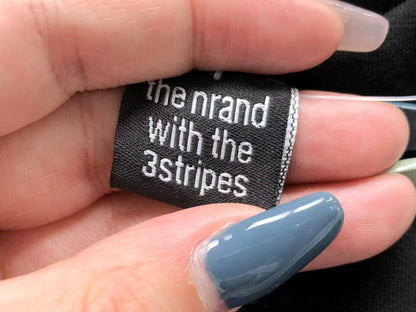 the nrand
with the
3stripes